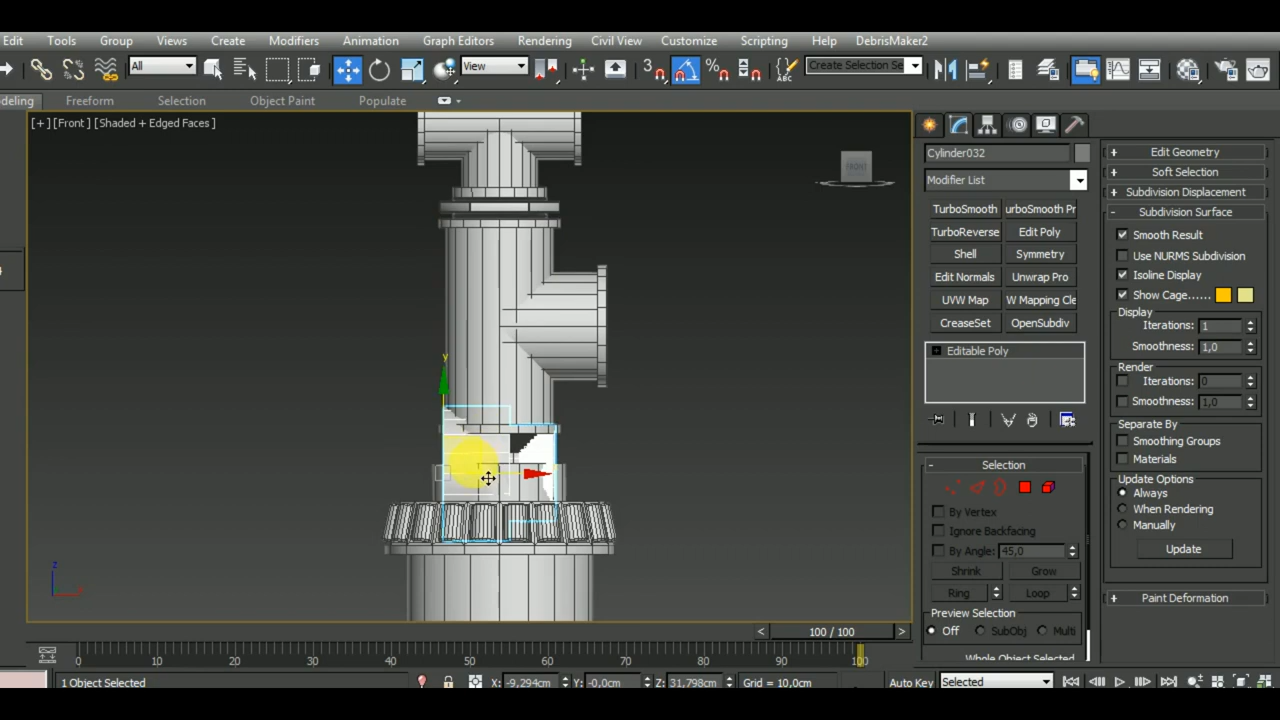 Edit Tools Group Views Create Modifiers Animation Graph Editors Rendering Civil View Customize Scripting Help DebrisMaker2
All View 3 % ABC Create Selection Se
deling Freeform Selection Object Paint Populate
[+] [Front] [Shaded + Edged Faces ]
FRONT
y
z
x
100 / 100
0 10 20 30 40 50 60 70 80 90 100
1 Object Selected X: -9,294cm Y: -0,0cm Z: 31,798cm Grid = 10,0cm Auto Key Selected
Cylinder032
Modifier List
TurboSmooth urboSmooth Pr
TurboReverse Edit Poly
Shell Symmetry
Edit Normals Unwrap Pro
UVW Map W Mapping Cle
CreaseSet OpenSubdiv
Editable Poly
- Selection
By Vertex
Ignore Backfacing
By Angle: 45,0
Shrink Grow
Ring Loop
Preview Selection
Off SubObj Multi
Whole Object Selected
+ Edit Geometry
+ Soft Selection
+ Subdivision Displacement
- Subdivision Surface
Smooth Result
Use NURMS Subdivision
Isoline Display
Show Cage......
Display
Iterations: 1
Smoothness: 1,0
Render
Iterations: 0
Smoothness: 1,0
Separate By
Smoothing Groups
Materials
Update Options
Always
When Rendering
Manually
Update
+ Paint Deformation